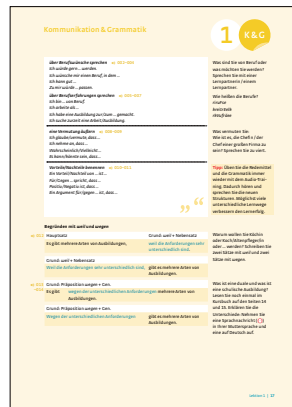 Kommunikation & Grammatik
1 K&G
über Berufswünsche sprechen
Ich würde gern … werden.
Ich wünsche mir einen Beruf, in dem …
Ich kann gut …
Zu mir würde … passen.
über Berufserfahrungen sprechen
Ich bin … von Beruf.
Ich arbeite als …
Ich habe eine Ausbildung zur/zum … gemacht.
Ich suche zurzeit eine Arbeit/Ausbildung.
eine Vermutung äußern
Ich glaube/vermute, dass …
Ich nehme an, dass …
Wahrscheinlich/Vielleicht …
Es kann/könnte sein, dass …
Vorteile/Nachteile benennen
Ein Vorteil/Nachteil von … ist …
Für/Gegen … spricht, dass …
Positiv/Negativ ist, dass …
Ein Argument für/gegen … ist, dass …
Was sind Sie von Beruf oder
was möchten Sie werden?
Sprechen Sie mit einer
Lernpartnerin / einem
Lernpartner.
Wie heißen die Berufe?
Was vermuten Sie:
Wie ist es, die Chefin / der
Chef einer großen Firma zu
sein? Sprechen Sie zu viert.
Tipp: Üben Sie die Redemittel
und die Grammatik immer
wieder mit dem Audio-Trai-
ning. Dadurch hören und
sprechen Sie die neuen
Strukturen. Möglichst viele
unterschiedliche Lernwege
verbessern den Lernerfolg.
Begründen mit weil und wegen
Hauptsatz Grund: weil + Nebensatz
Es gibt mehrere Arten von Ausbildungen, weil die Anforderungen sehr
unterschiedlich sind.
Grund: weil + Nebensatz
Weil die Anforderungen sehr unterschiedlich sind, gibt es mehrere Arten von
Ausbildungen.
Grund: Präposition wegen + Gen.
Es gibt wegen der unterschiedlichen Anforderungen mehrere Arten von
Ausbildungen.
Grund: Präposition wegen + Gen.
Wegen der unterschiedlichen Anforderungen gibt es mehrere Arten von
Ausbildungen.
Warum wollen Sie Köchin
oder Koch/Altenpfleger/in
oder … werden? Schreiben Sie
zwei Sätze mit weil und zwei
Sätze mit wegen.
Was ist eine duale und was ist
eine schulische Ausbildung?
Lesen Sie noch einmal im
Kursbuch auf den Seiten 14
und 15. Erklären Sie die
Unterschiede. Nehmen Sie
eine Sprachnachricht
in Ihrer Muttersprache und
eine auf Deutsch auf.
Lektion 1 | 17